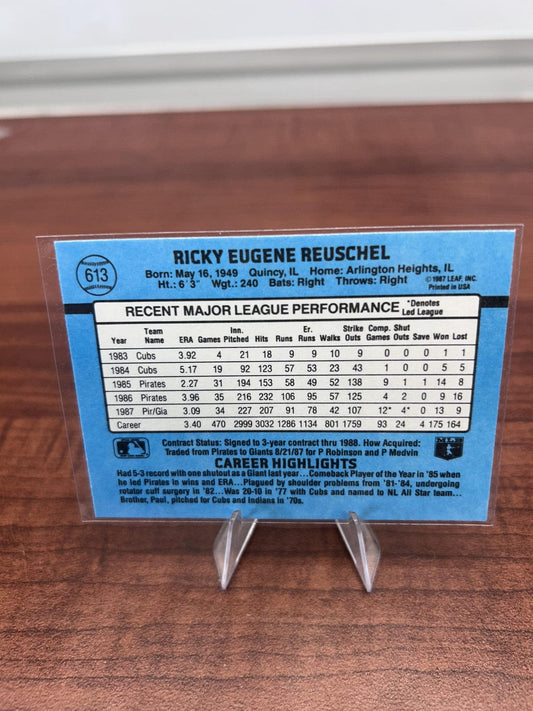 RICKY EUGENE REUSCHEL
613
Born: May 16, 1949 Quincy, IL Home: Arlington Heights, IL
Ht.: 6'3" Wgt.: 240 Bats: Right Throws: Right
©1987 LEAF, INC.
Printed in USA
RECENT MAJOR LEAGUE PERFORMANCE *Denotes Led League
Year Team Name ERA Games Inn. Pitched Hits Runs Er. Runs Walks Strike Outs Comp. Games Shut Outs Save Won Lost
1983 Cubs 3.92 4 21 18 9 9 10 9 0 0 0 1 1
1984 Cubs 5.17 19 92 123 57 53 23 43 1 0 0 5 5
1985 Pirates 2.27 31 194 153 58 49 52 138 9 1 1 14 8
1986 Pirates 3.96 35 216 232 106 95 57 125 4 2 0 9 16
1987 Pir/Gia 3.09 34 227 207 91 78 42 107 12* 4* 0 13 9
Career 3.40 470 2999 3032 1286 1134 801 1759 93 24 4 175 164
Contract Status: Signed to 3-year contract thru 1988. How Acquired:
Traded from Pirates to Giants 8/21/87 for P Robinson and P Medvin
CAREER HIGHLIGHTS
Had 5-3 record with one shutout as a Giant last year...Comeback Player of the Year in '85 when
he led Pirates in wins and ERA...Plagued by shoulder problems from '81-'84, undergoing
rotator cuff surgery in '82...Was 20-10 in '77 with Cubs and named to NL All Star team...
Brother, Paul, pitched for Cubs and Indians in '70s.